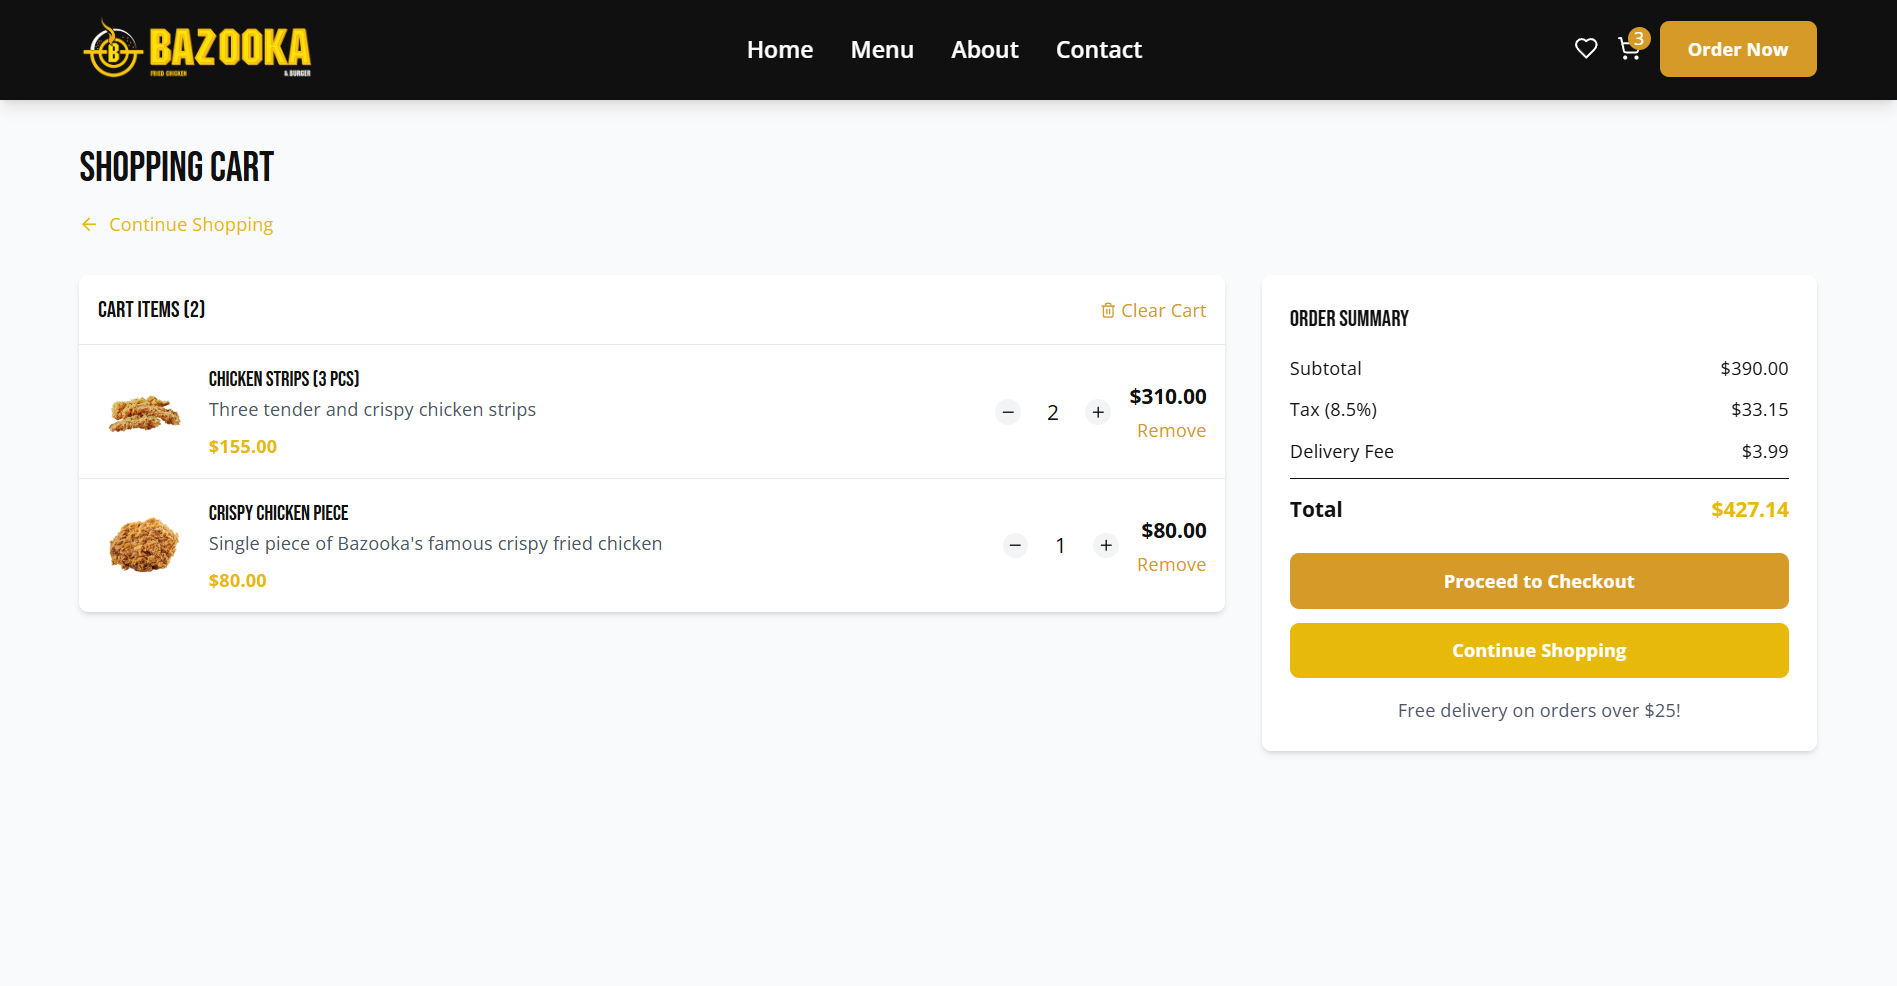 BAZOOKA
FRIED CHICKEN & BURGER
Home Menu About Contact
3
Order Now
SHOPPING CART
Continue Shopping
CART ITEMS (2)
Clear Cart
CHICKEN STRIPS (3 PCS)
Three tender and crispy chicken strips
$155.00
2
$310.00
Remove
CRISPY CHICKEN PIECE
Single piece of Bazooka's famous crispy fried chicken
$80.00
1
$80.00
Remove
ORDER SUMMARY
Subtotal $390.00
Tax (8.5%) $33.15
Delivery Fee $3.99
Total $427.14
Proceed to Checkout
Continue Shopping
Free delivery on orders over $25!